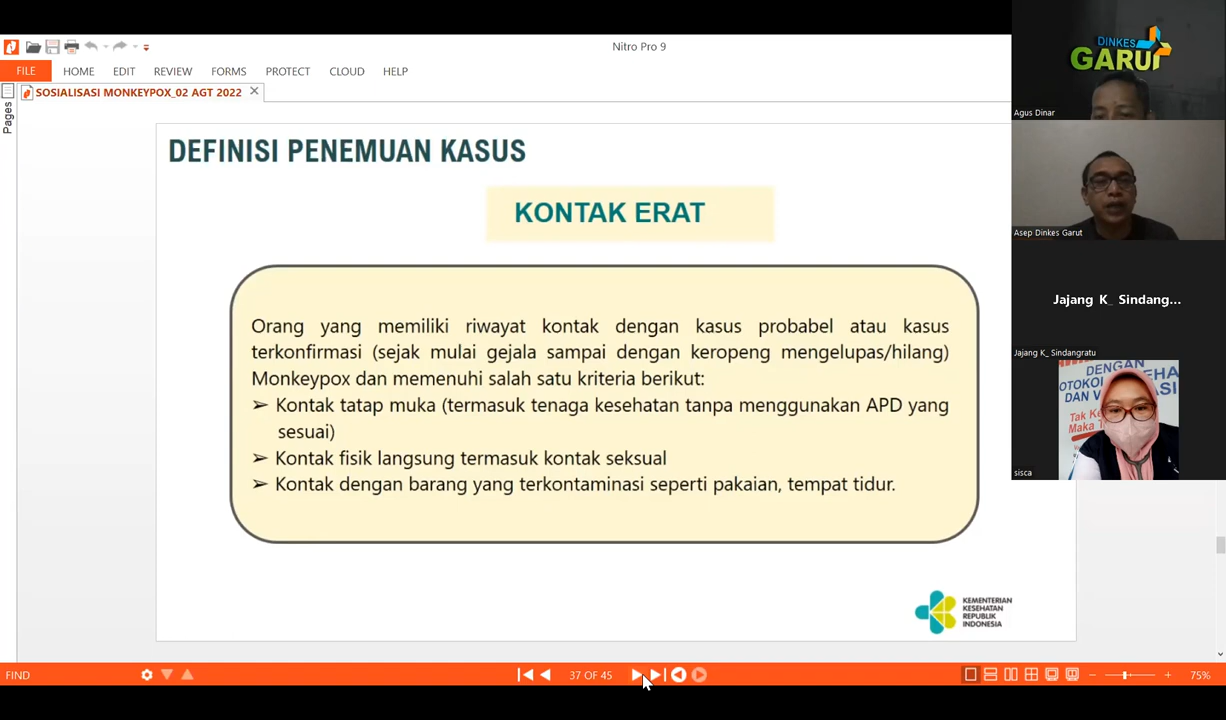 Nitro Pro 9
FILE
HOME
EDIT
REVIEW
FORMS
PROTECT
CLOUD
HELP
SOSIALISASI MONKEYPOX_02 AGT 2022
Pages
DEFINISI PENEMUAN KASUS
KONTAK ERAT
Orang yang memiliki riwayat kontak dengan kasus probabel atau kasus
terkonfirmasi (sejak mulai gejala sampai dengan keropeng mengelupas/hilang)
Monkeypox dan memenuhi salah satu kriteria berikut:
➢ Kontak tatap muka (termasuk tenaga kesehatan tanpa menggunakan APD yang
sesuai)
➢ Kontak fisik langsung termasuk kontak seksual
➢ Kontak dengan barang yang terkontaminasi seperti pakaian, tempat tidur.
KEMENTERIAN
KESEHATAN
REPUBLIK
INDONESIA
FIND
37 OF 45
75%
DINKES
GARUT
Agus Dinar
Asep Dinkes Garut
Jajang K_ Sindang...
Jajang K_ Sindangratu
DENGAN
DAN
Tak
Maka
sisca